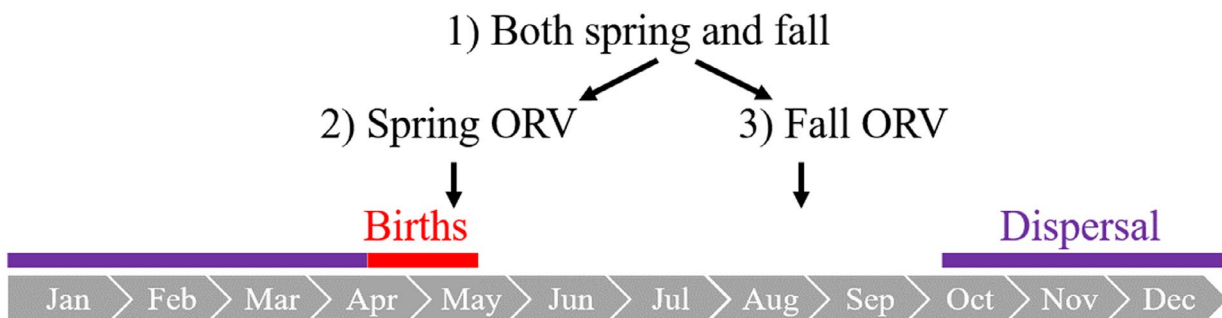 1) Both spring and fall
2) Spring ORV
3) Fall ORV
Births
Dispersal
Jan Feb Mar Apr May Jun Jul Aug Sep Oct Nov Dec